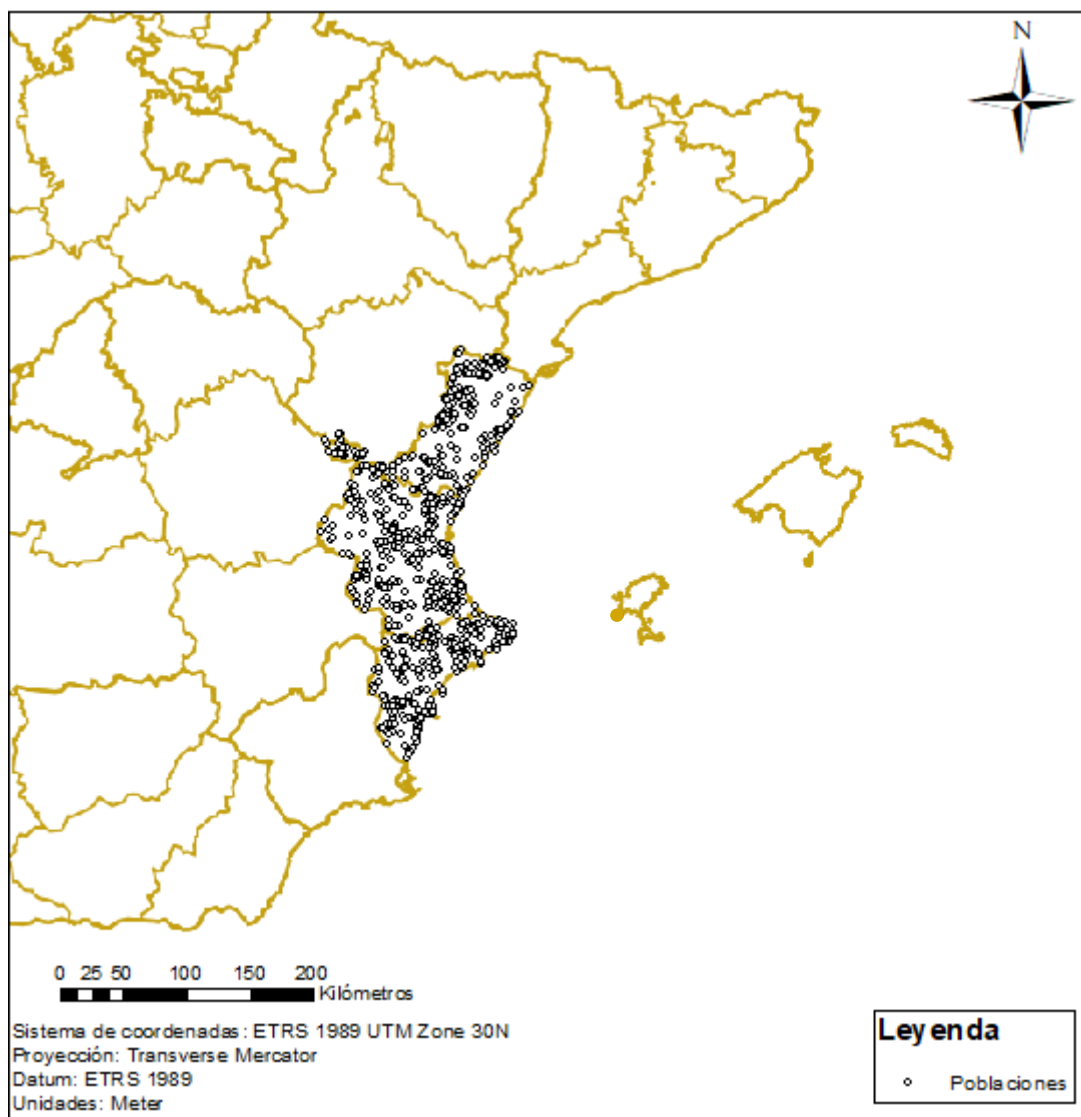 N
0 25 50 100 150 200
Kilómetros
Sistema de coordenadas: ETRS 1989 UTM Zone 30N
Proyección: Transverse Mercator
Datum: ETRS 1989
Unidades: Meter
Leyenda
Poblaciones